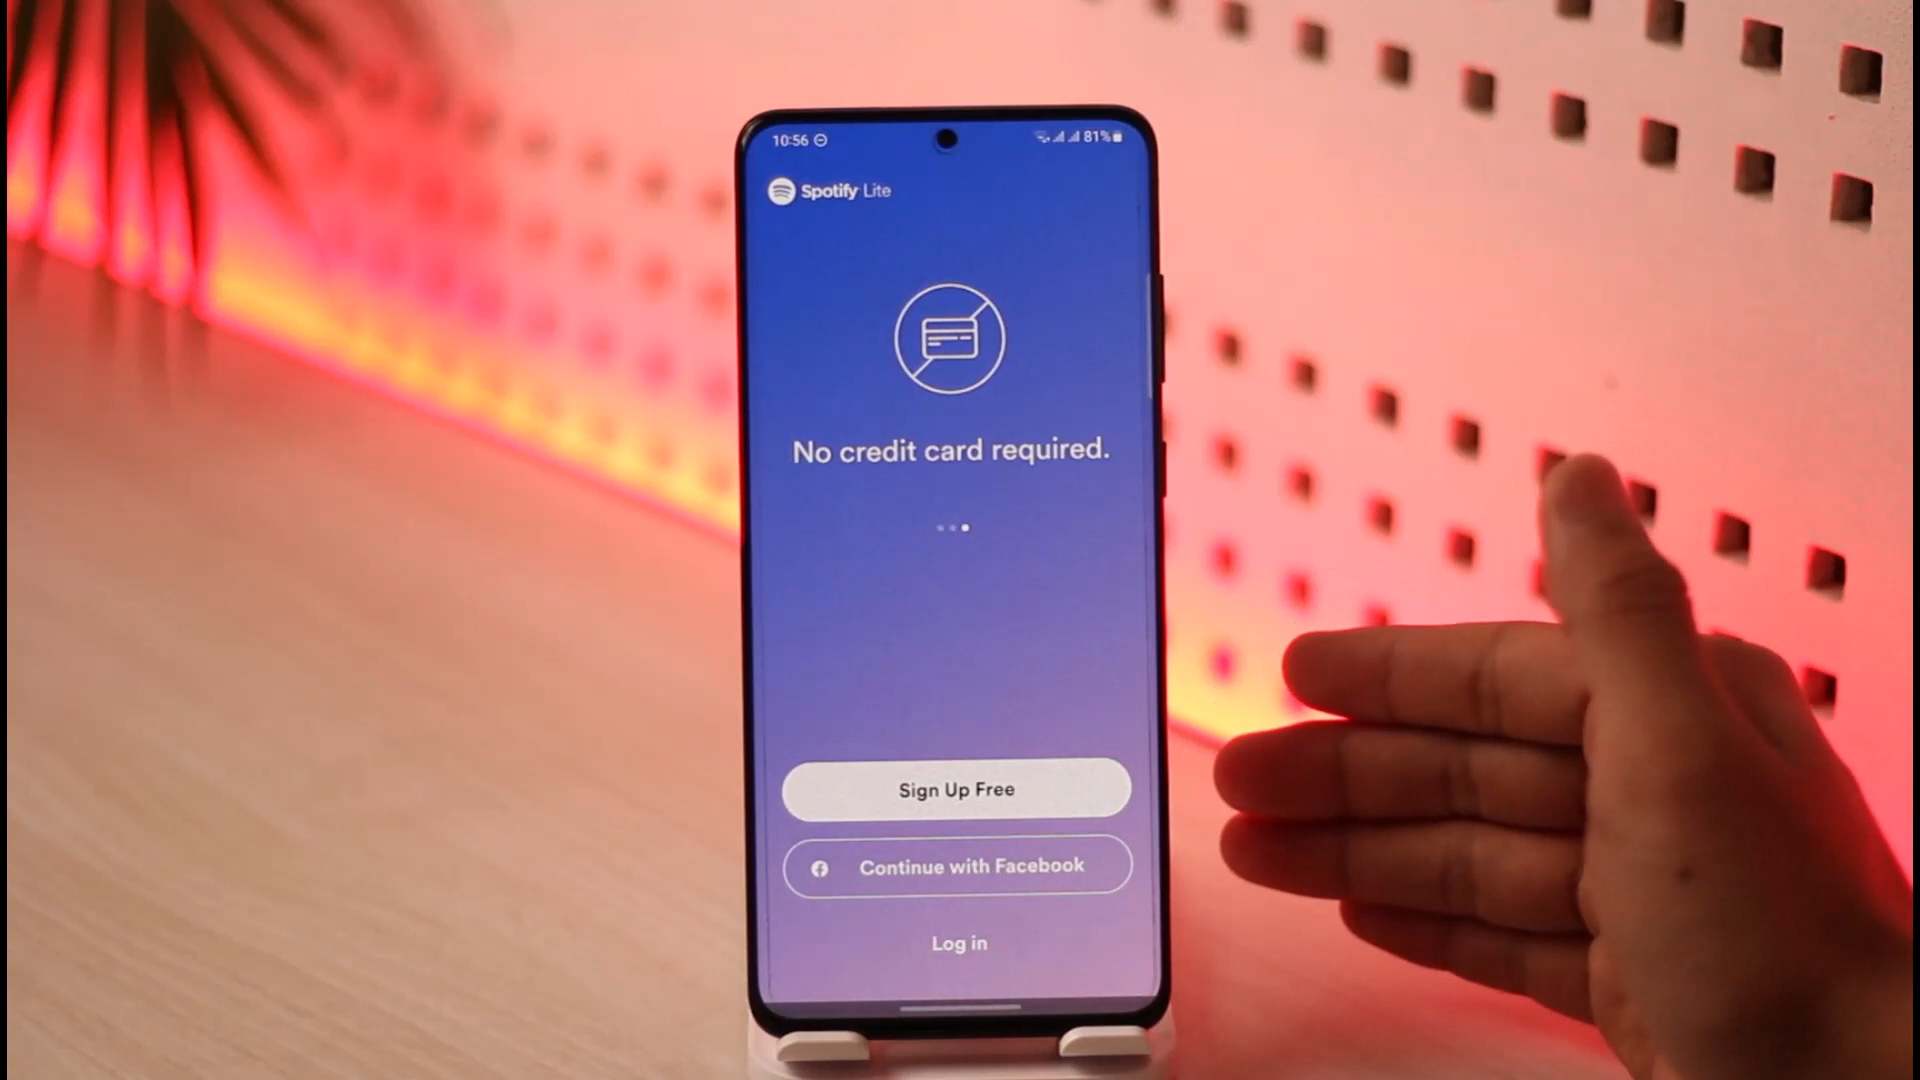 10:56
81%
Spotify Lite
No credit card required.
Sign Up Free
Continue with Facebook
Log in